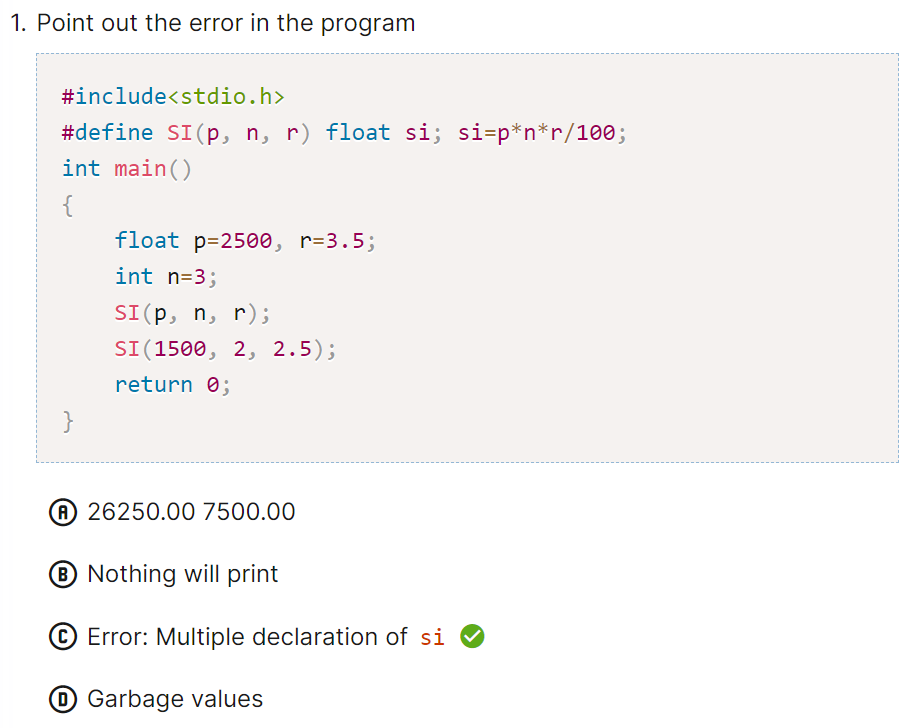 1. Point out the error in the program
#include<stdio.h>
#define SI(p, n, r) float si; si=p*n*r/100;
int main()
{
    float p=2500, r=3.5;
    int n=3;
    SI(p, n, r);
    SI(1500, 2, 2.5);
    return 0;
}
A 26250.00 7500.00
B Nothing will print
C Error: Multiple declaration of si
D Garbage values